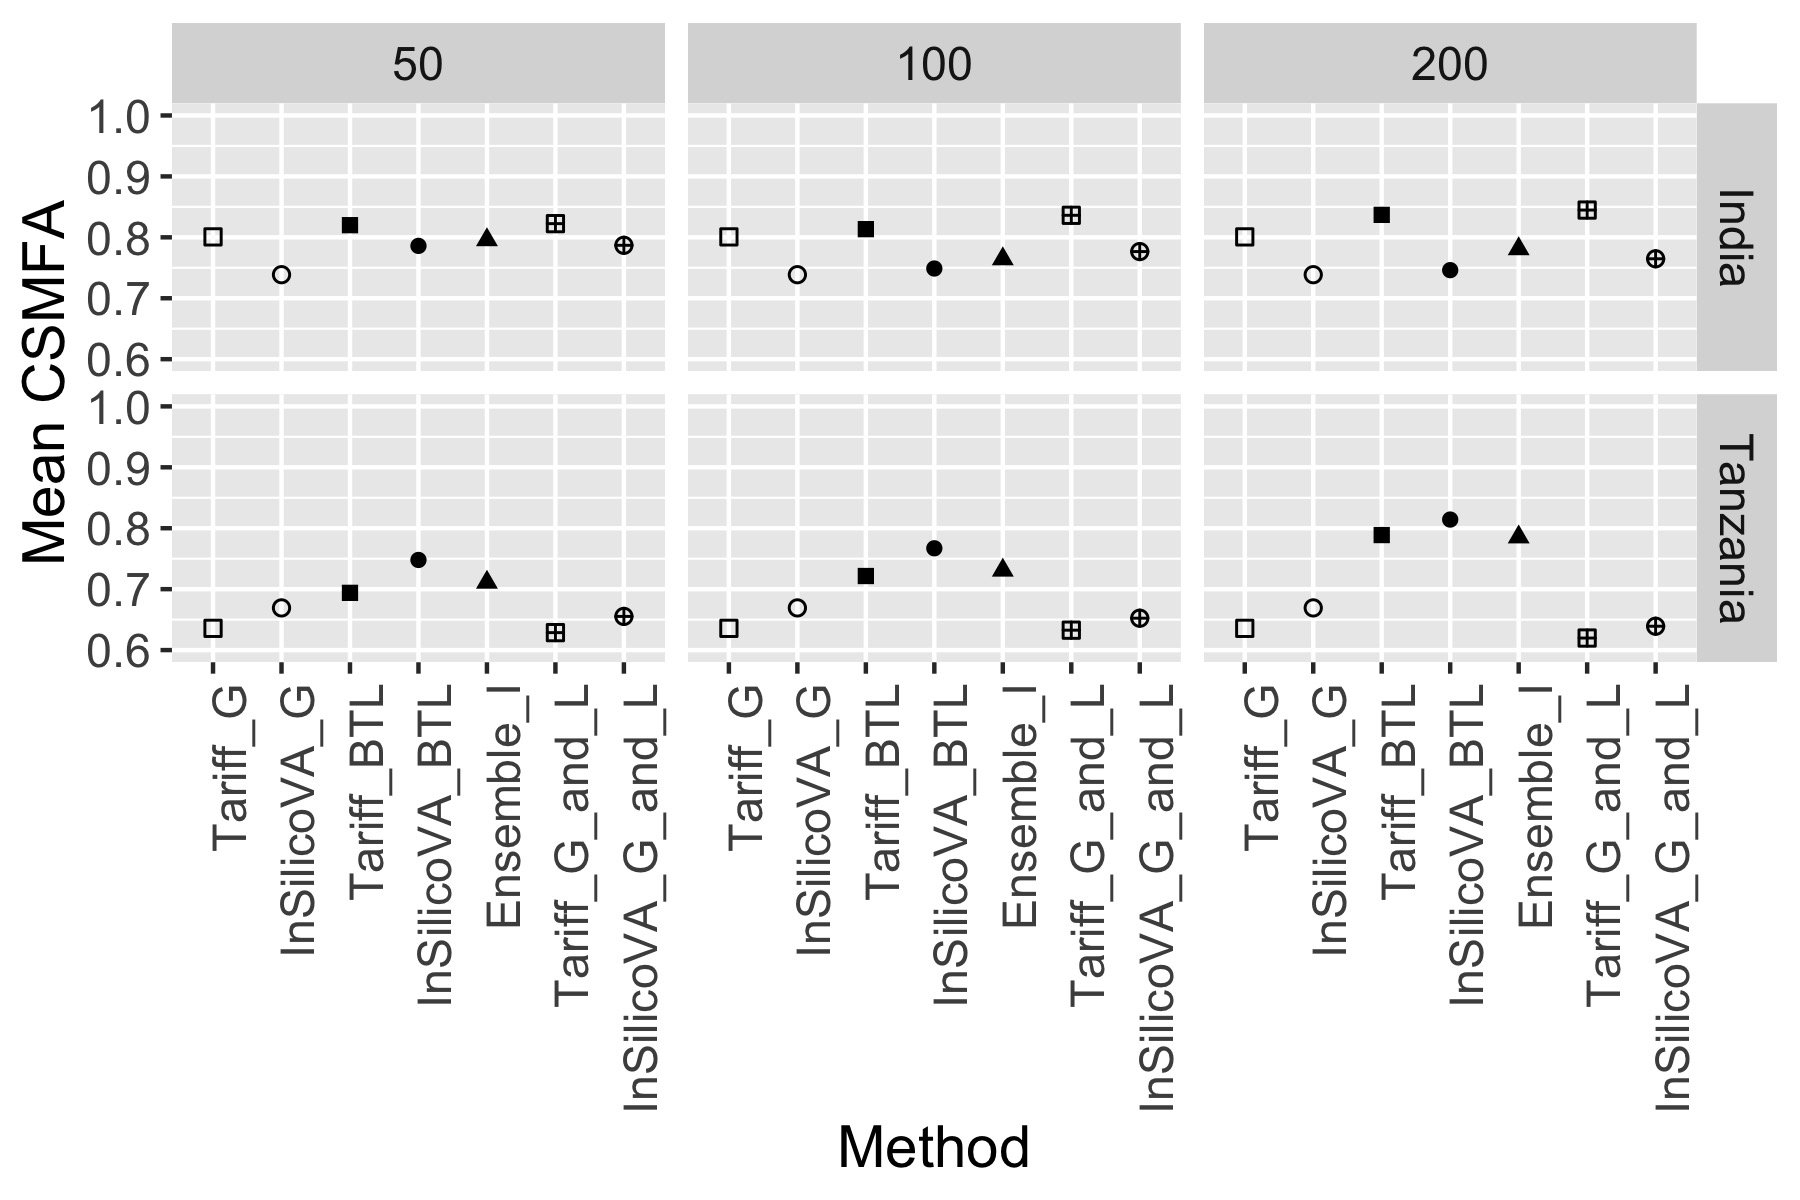 50 100 200
Mean CSMFA
1.0
0.9
0.8
0.7
0.6
India
1.0
0.9
0.8
0.7
0.6
Tanzania
Tariff_G
InSilicoVA_G
Tariff_BTL
InSilicoVA_BTL
Ensemble_I
Tariff_G_and_L
InSilicoVA_G_and_L
Tariff_G
InSilicoVA_G
Tariff_BTL
InSilicoVA_BTL
Ensemble_I
Tariff_G_and_L
InSilicoVA_G_and_L
Tariff_G
InSilicoVA_G
Tariff_BTL
InSilicoVA_BTL
Ensemble_I
Tariff_G_and_L
InSilicoVA_G_and_L
Method